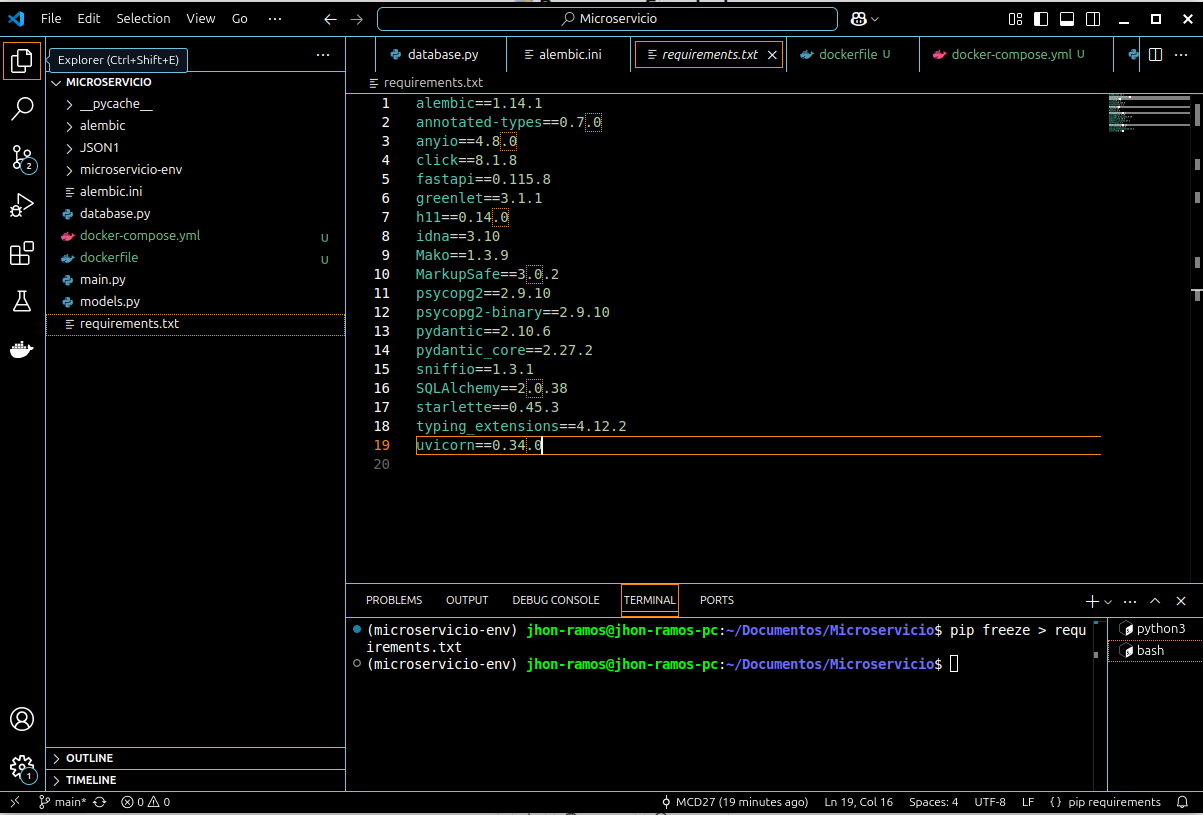 File Edit Selection View Go ··· Microservicio
Explorer (Ctrl+Shift+E)
database.py alembic.ini requirements.txt dockerfile U docker-compose.yml U
MICROSERVICIO
__pycache__
alembic
JSON1
microservicio-env
alembic.ini
database.py
docker-compose.yml U
dockerfile U
main.py
models.py
requirements.txt
OUTLINE
TIMELINE
2
1
requirements.txt
1 alembic==1.14.1
2 annotated-types==0.7.0
3 anyio==4.8.0
4 click==8.1.8
5 fastapi==0.115.8
6 greenlet==3.1.1
7 h11==0.14.0
8 idna==3.10
9 Mako==1.3.9
10 MarkupSafe==3.0.2
11 psycopg2==2.9.10
12 psycopg2-binary==2.9.10
13 pydantic==2.10.6
14 pydantic_core==2.27.2
15 sniffio==1.3.1
16 SQLAlchemy==2.0.38
17 starlette==0.45.3
18 typing_extensions==4.12.2
19 uvicorn==0.34.0
20
PROBLEMS OUTPUT DEBUG CONSOLE TERMINAL PORTS
(microservicio-env) jhon-ramos@jhon-ramos-pc:~/Documentos/Microservicio$ pip freeze > requ
irements.txt
(microservicio-env) jhon-ramos@jhon-ramos-pc:~/Documentos/Microservicio$
python3
bash
main* 0 0 MCD27 (19 minutes ago) Ln 19, Col 16 Spaces: 4 UTF-8 LF { } pip requirements